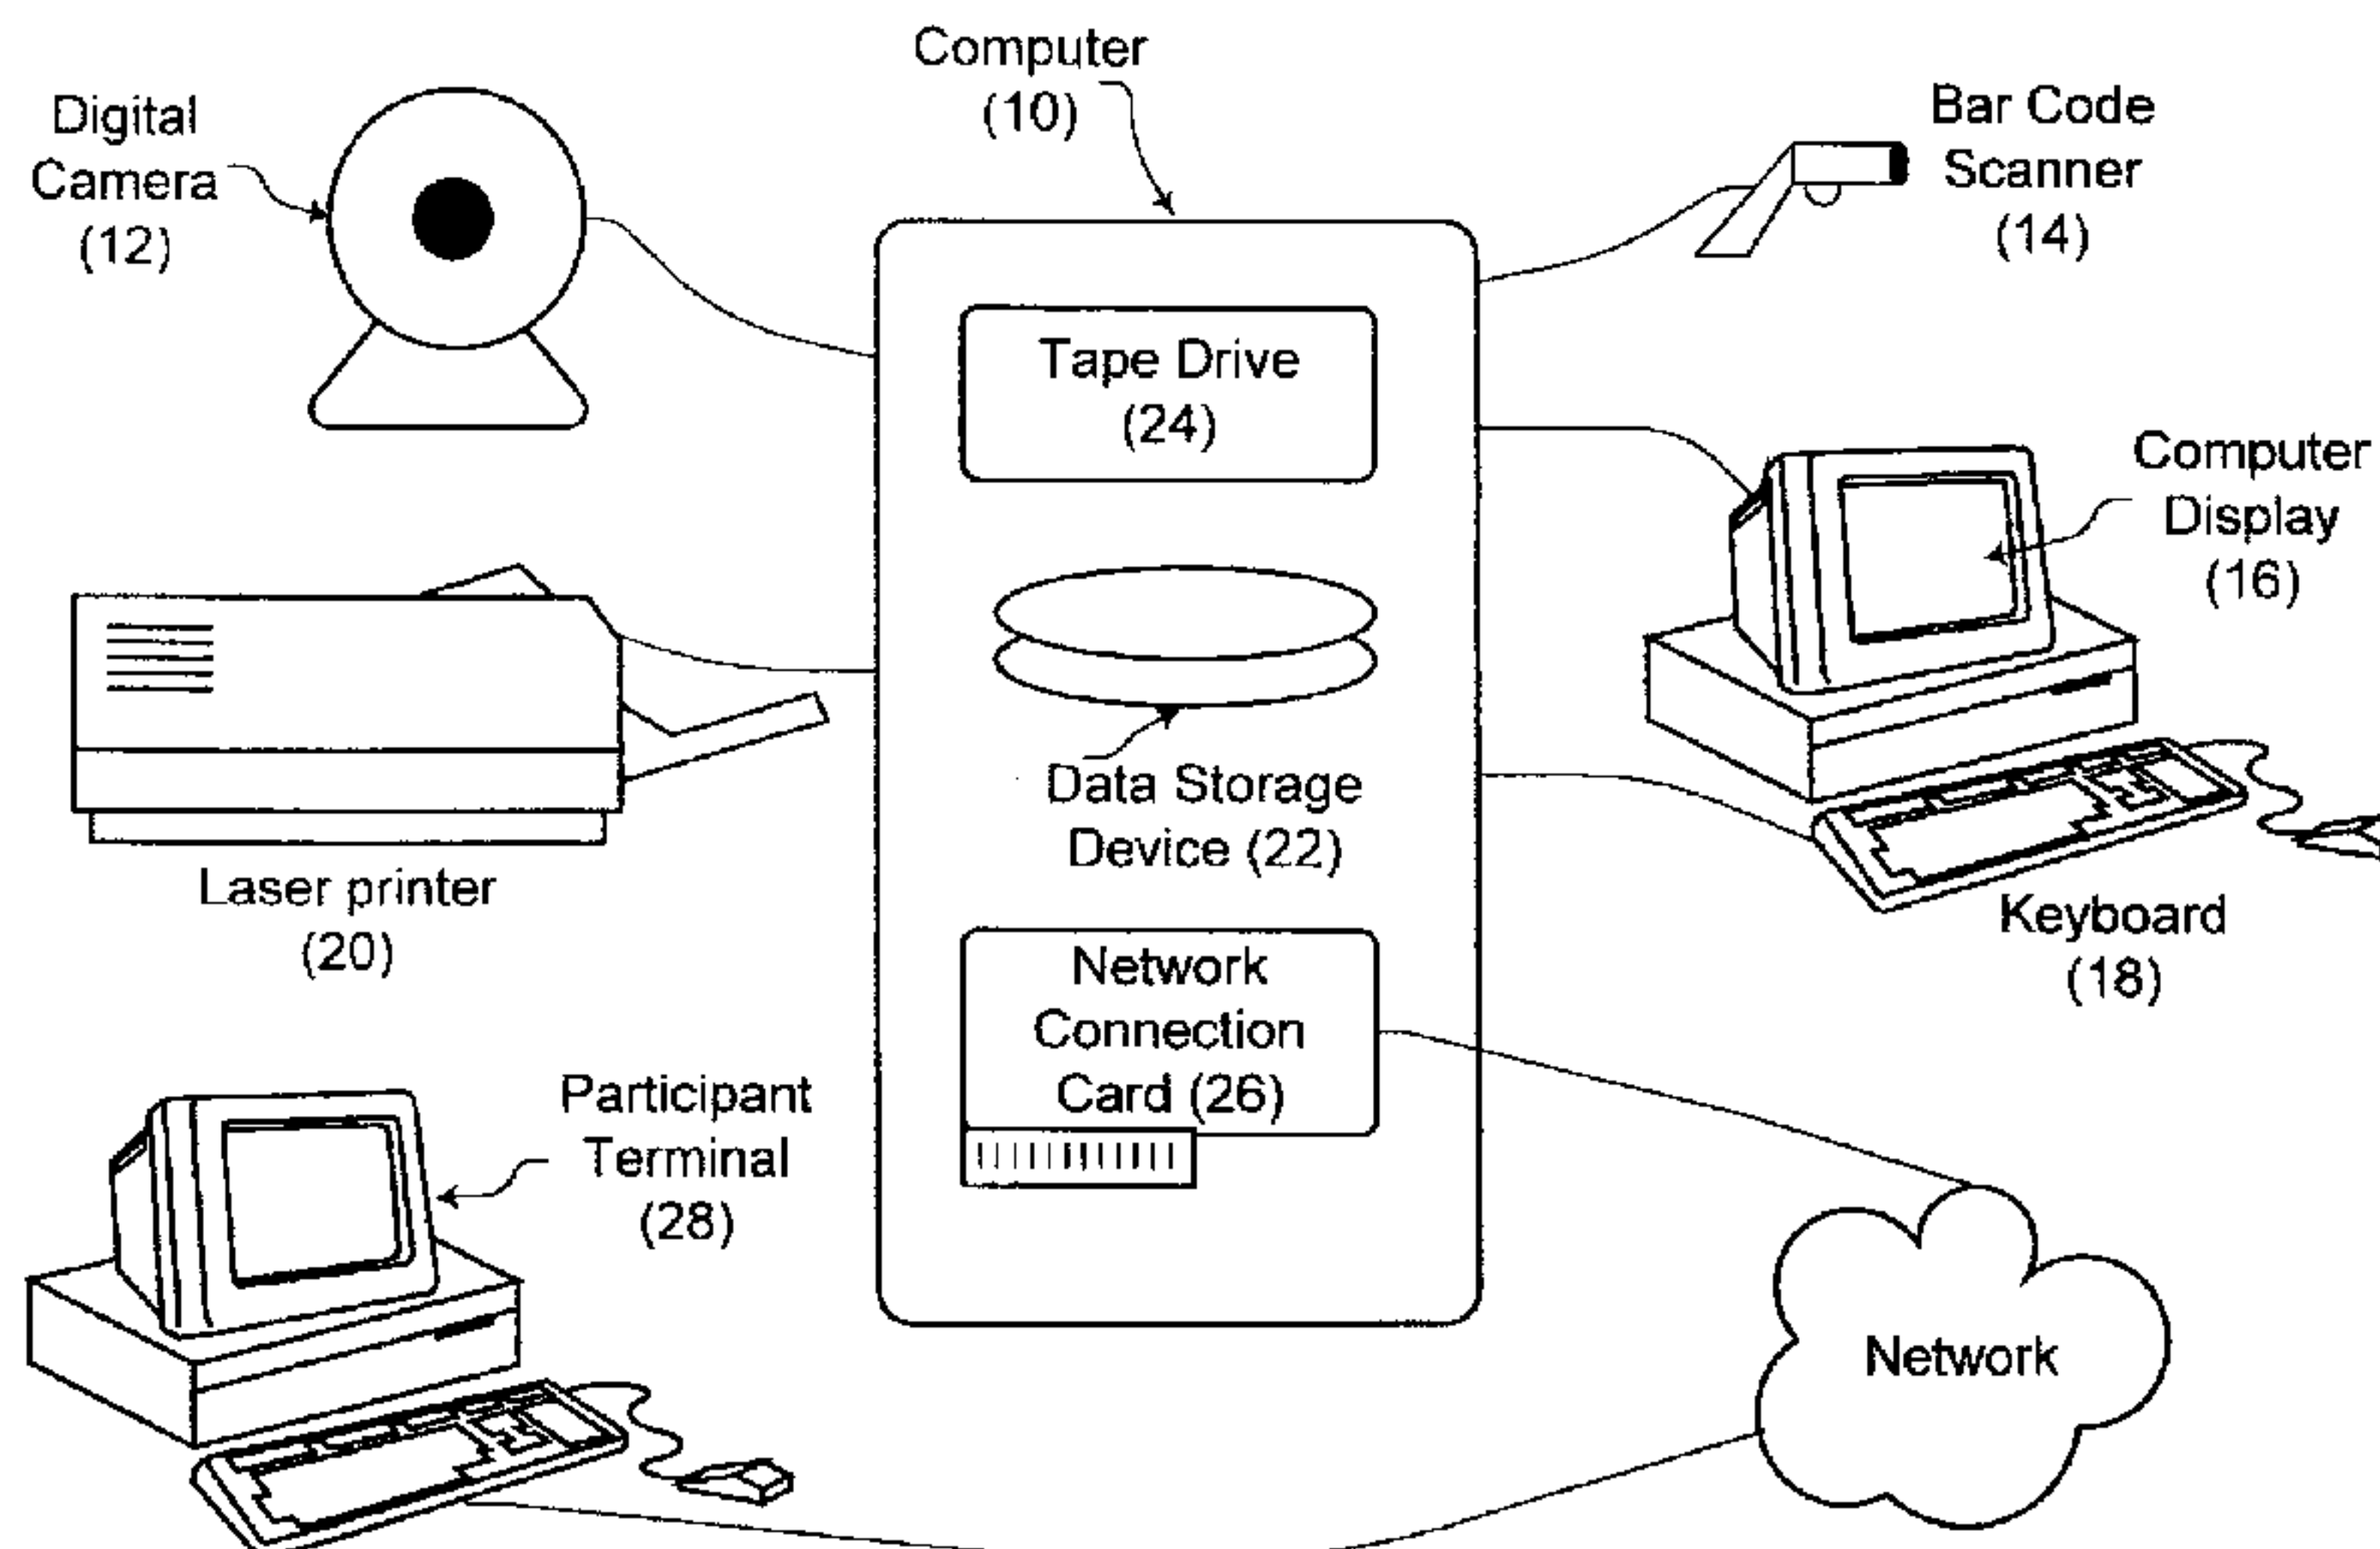 Computer
(10)
Digital
Camera
(12)
Bar Code
Scanner
(14)
Tape Drive
(24)
Computer
Display
(16)
Data Storage
Device (22)
Laser printer
(20)
Keyboard
(18)
Network
Connection
Card (26)
Participant
Terminal
(28)
Network